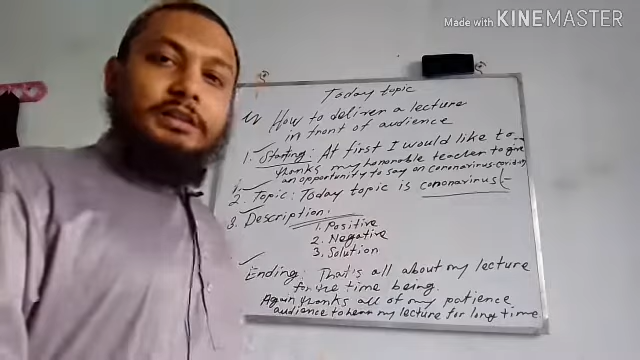 Made with KINEMASTER
Today topic
How to deliver a lecture
in front of audience
1. Starting: At first I would like to
thanks my honorable teacher to give
an opportunity to say on coronavirus covid-19
2. Topic: Today topic is cononavirus
3. Description:
1. Positive
2. Negative
3. Solution
Ending: That's all about my lecture
for the time being.
Again thanks all of my patience
audience to hear my lecture for long time